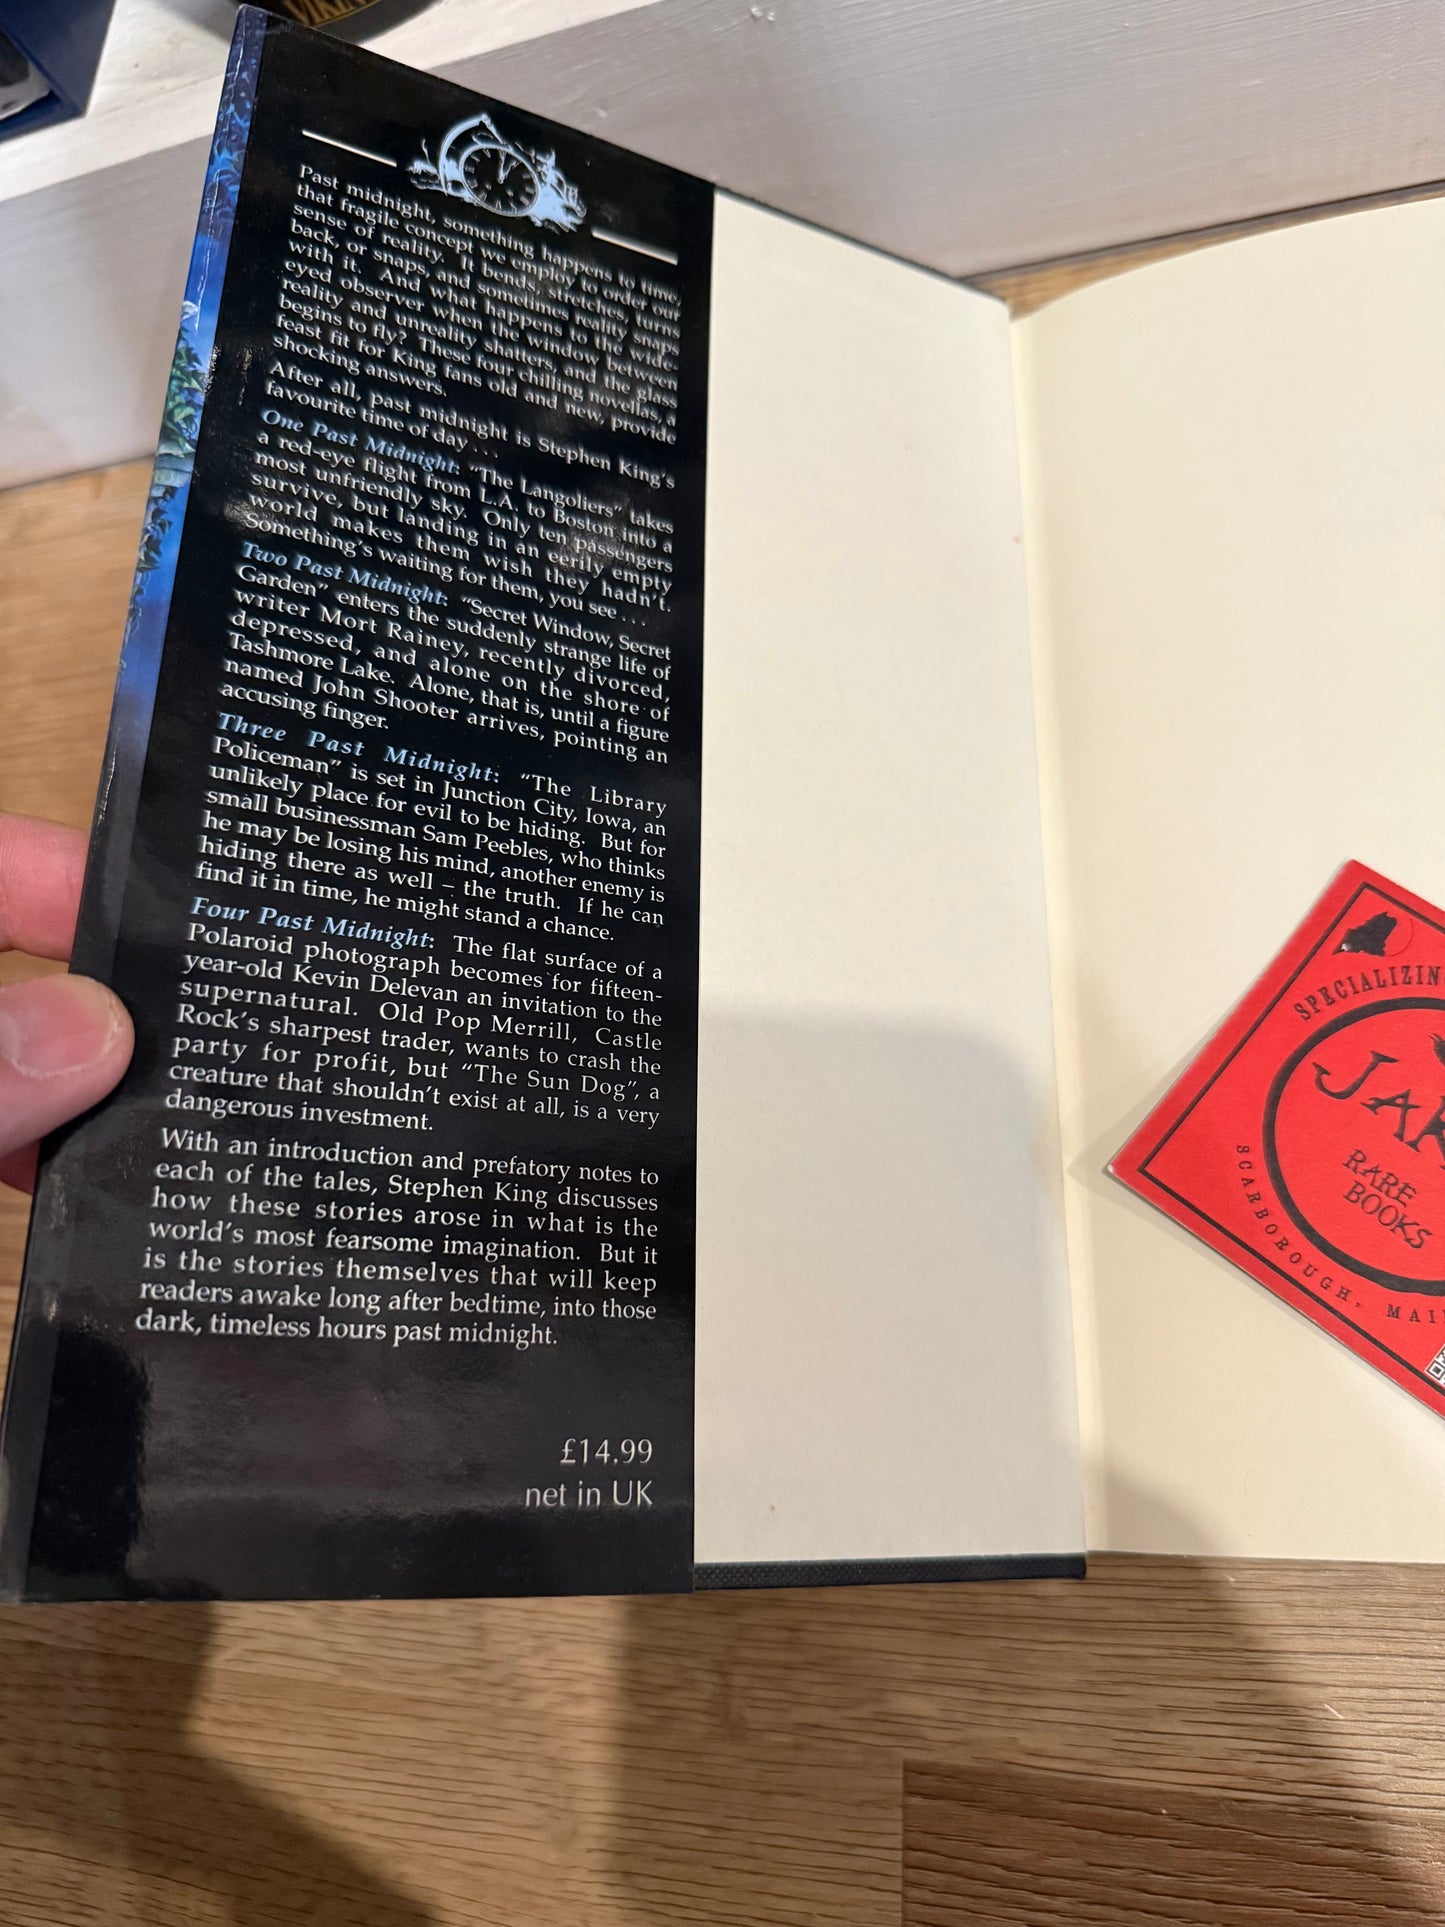 VIKIN
Past midnight, something happens to time,
that fragile concept we employ to order our
sense of reality. It bends, stretches, turns
back, or snaps, and sometimes reality snaps
with it. And what happens to the wide-
eyed observer when the window between
reality and unreality shatters, and the glass
begins to fly? These four chilling novellas, a
feast fit for King fans old and new, provide
shocking answers.
After all, past midnight is Stephen King's
favourite time of day . . .
One Past Midnight: "The Langoliers" takes
a red-eye flight from L.A. to Boston into a
most unfriendly sky. Only ten passengers
survive, but landing in an eerily empty
world makes them wish they hadn't.
Something's waiting for them, you see . . .
Two Past Midnight: "Secret Window, Secret
Garden" enters the suddenly strange life of
writer Mort Rainey, recently divorced,
depressed, and alone on the shore of
Tashmore Lake. Alone, that is, until a figure
named John Shooter arrives, pointing an
accusing finger.
Three Past Midnight: "The Library
Policeman" is set in Junction City, Iowa, an
unlikely place for evil to be hiding. But for
small businessman Sam Peebles, who thinks
he may be losing his mind, another enemy is
hiding there as well – the truth. If he can
find it in time, he might stand a chance.
Four Past Midnight: The flat surface of a
Polaroid photograph becomes for fifteen-
year-old Kevin Delevan an invitation to the
supernatural. Old Pop Merrill, Castle
Rock's sharpest trader, wants to crash the
party for profit, but "The Sun Dog", a
creature that shouldn't exist at all, is a very
dangerous investment.
With an introduction and prefatory notes to
each of the tales, Stephen King discusses
how these stories arose in what is the
world's most fearsome imagination. But it
is the stories themselves that will keep
readers awake long after bedtime, into those
dark, timeless hours past midnight.
£14.99
net in UK
SPECIALIZIN
JA
RARE
BOOKS
SCARBOROUGH, MAI